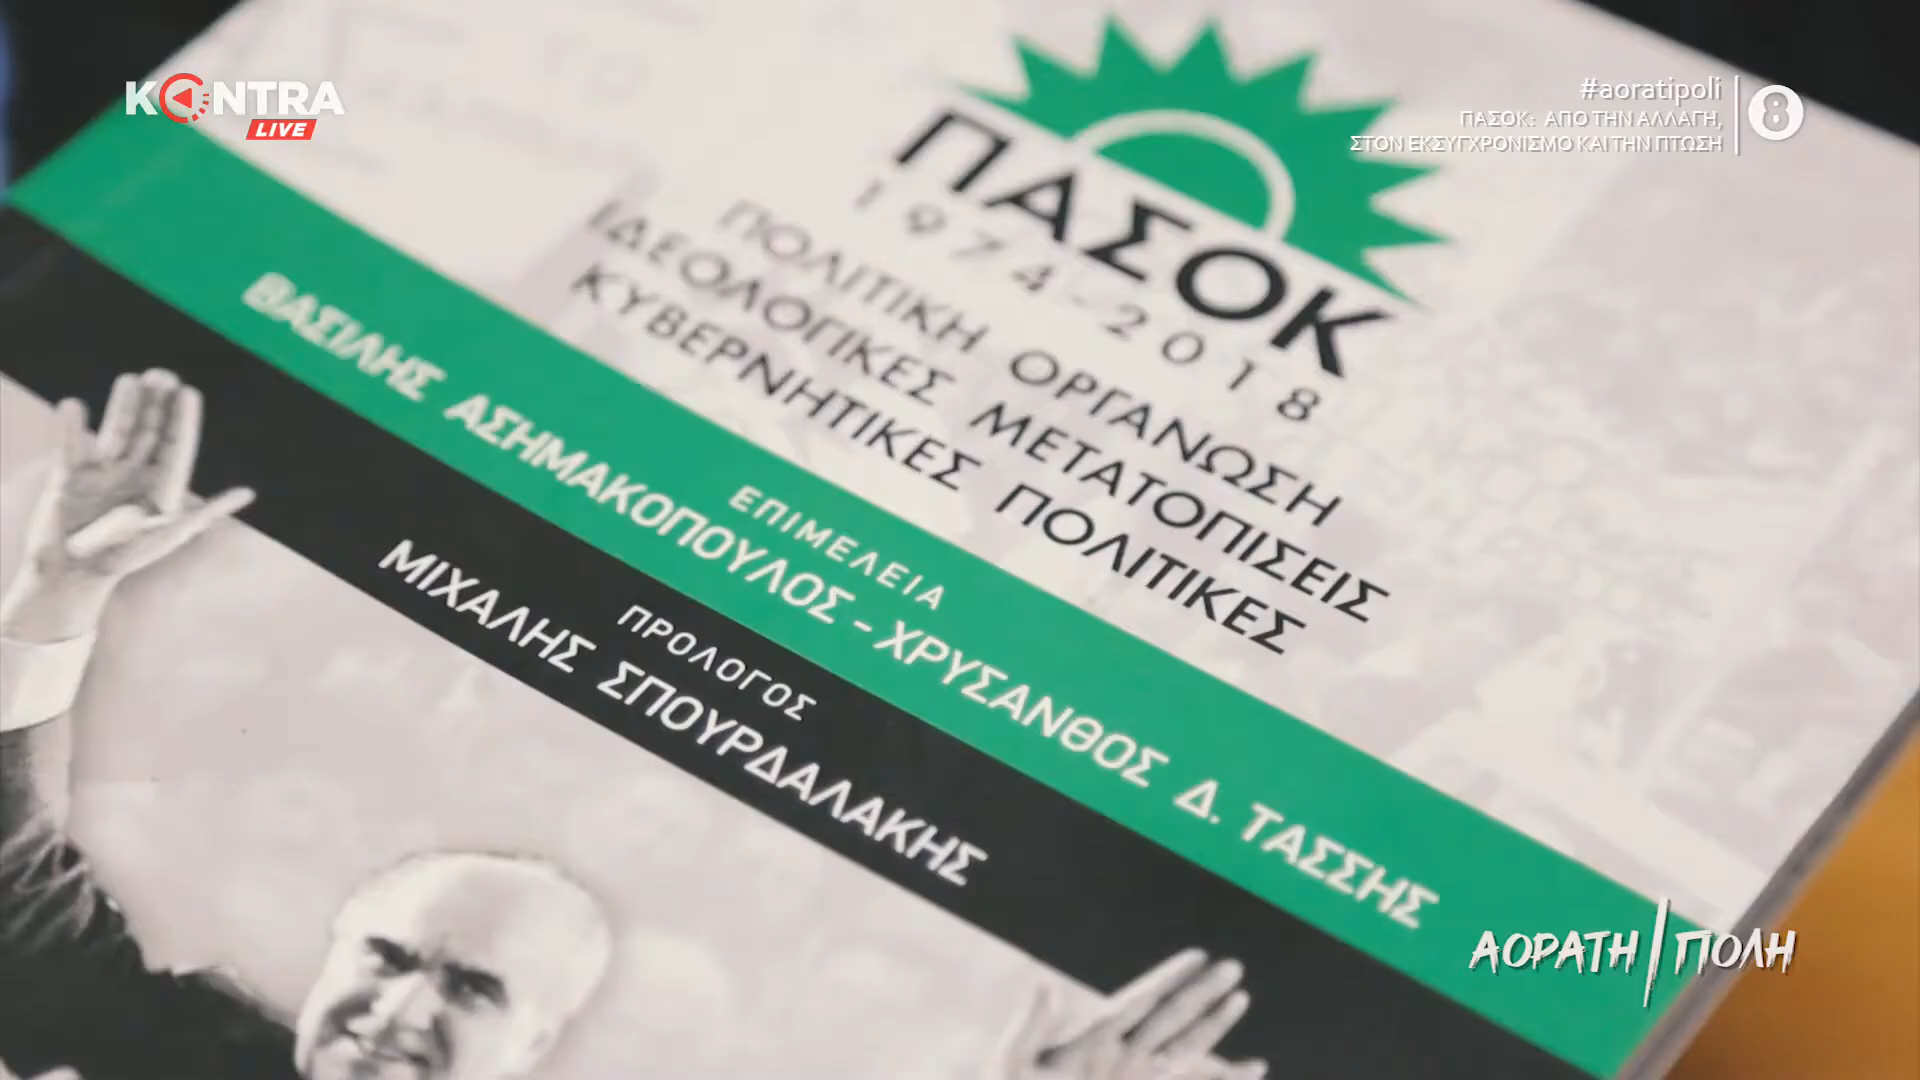 KONTRA
LIVE
#aoratipoli
ΠΑΣΟΚ: ΑΠΟ ΤΗΝ ΑΛΛΑΓΗ,
ΣΤΟΝ ΕΚΣΥΓΧΡΟΝΙΣΜΟ ΚΑΙ ΤΗΝ ΠΤΩΣΗ
8
ΠΑΣΟΚ
1974-2018
ΠΟΛΙΤΙΚΗ ΟΡΓΑΝΩΣΗ
ΙΔΕΟΛΟΓΙΚΕΣ ΜΕΤΑΤΟΠΙΣΕΙΣ
ΚΥΒΕΡΝΗΤΙΚΕΣ ΠΟΛΙΤΙΚΕΣ
ΕΠΙΜΕΛΕΙΑ
ΒΑΣΙΛΗΣ ΑΣΗΜΑΚΟΠΟΥΛΟΣ - ΧΡΥΣΑΝΘΟΣ Δ. ΤΑΣΣΗΣ
ΠΡΟΛΟΓΟΣ
ΜΙΧΑΛΗΣ ΣΠΟΥΡΔΑΛΑΚΗΣ
ΑΟΡΑΤΗ ΠΟΛΗ